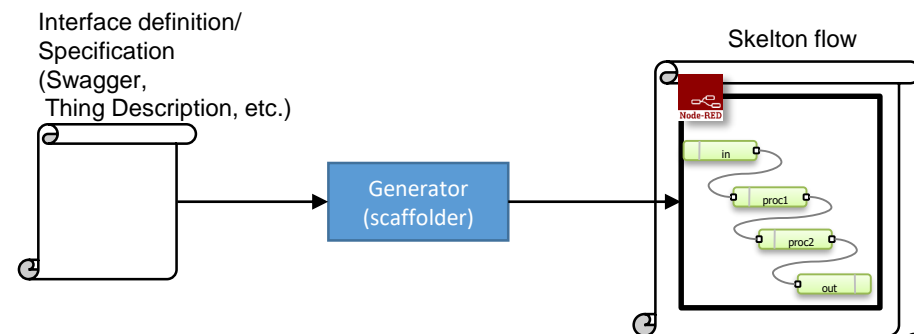 Interface definition/
Specification
(Swagger,
Thing Description, etc.)
Generator
(scaffolder)
Skelton flow
Node-RED
in
proc1
proc2
out